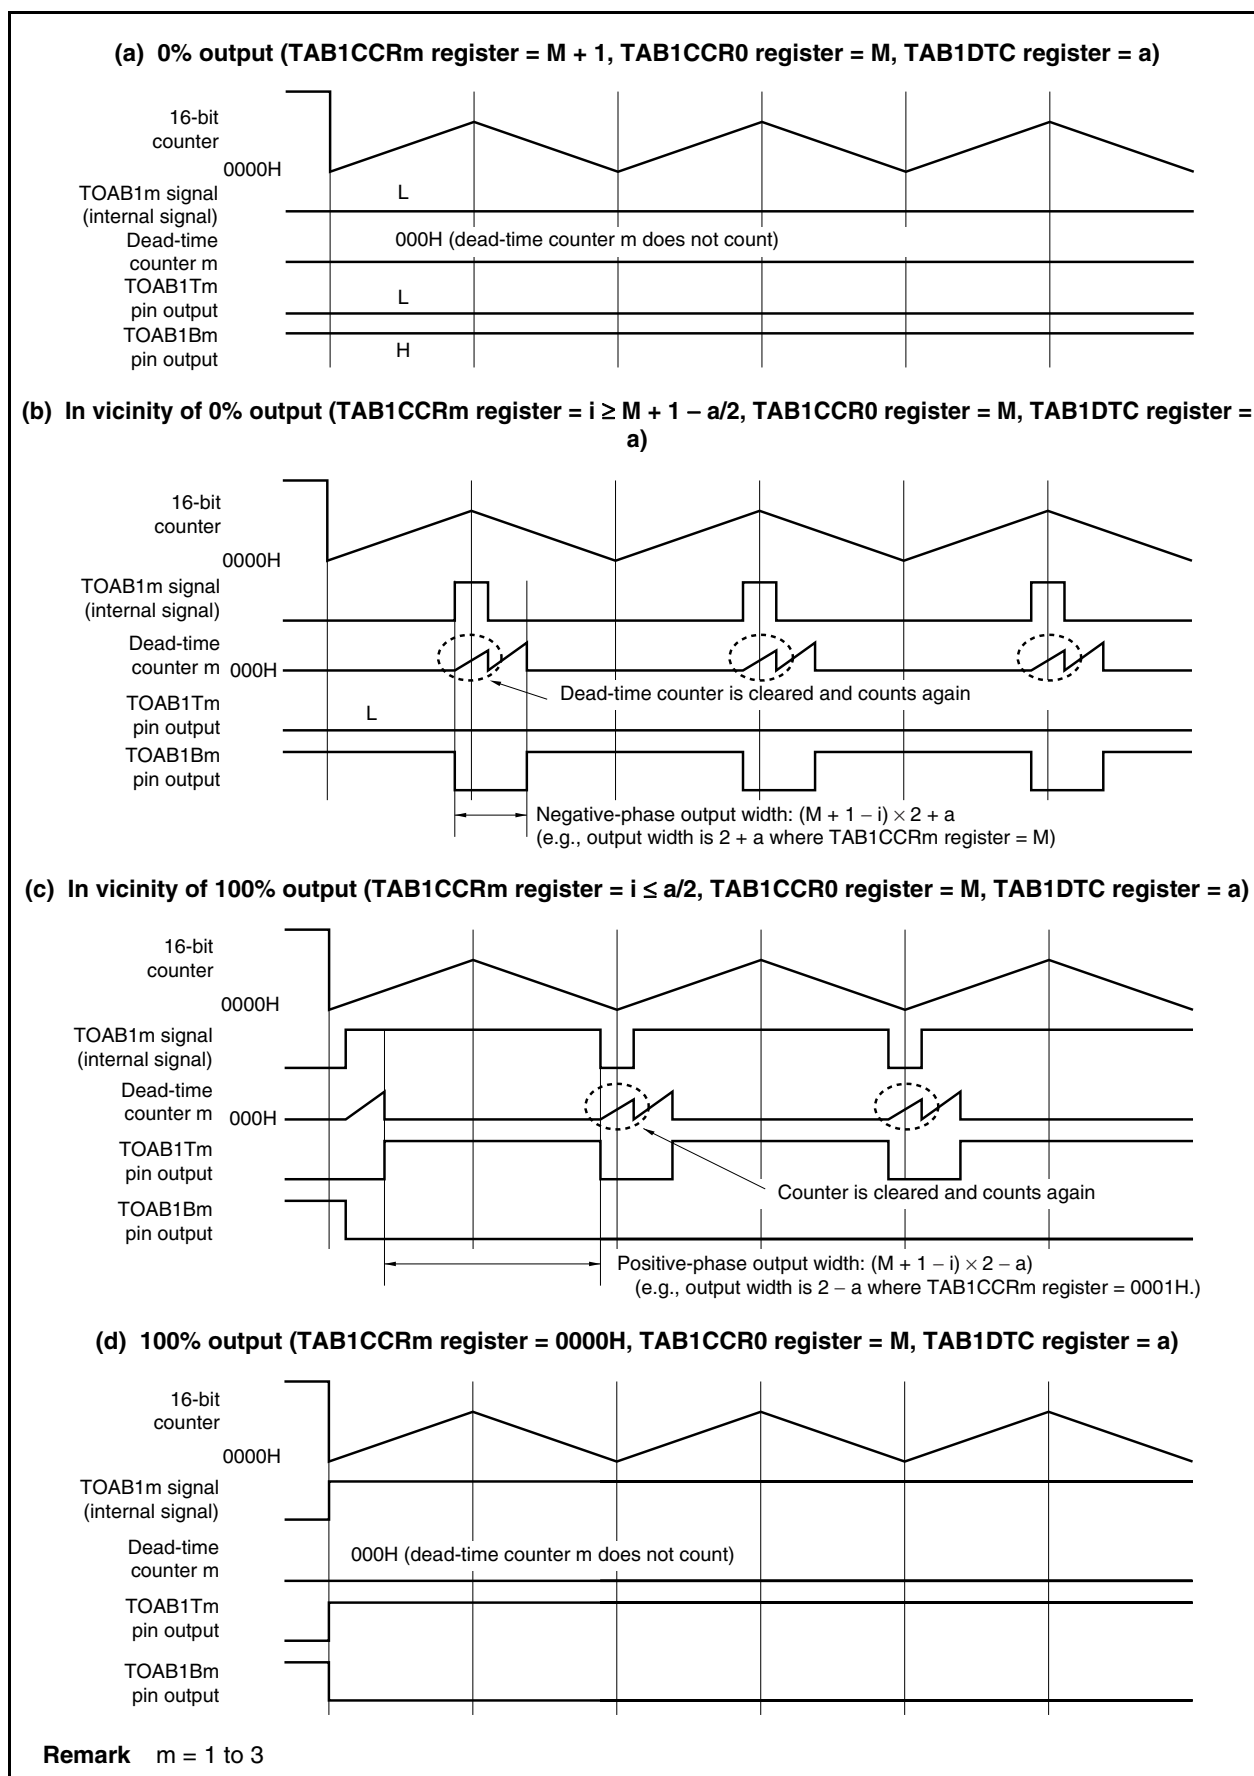 (a) 0% output (TAB1CCRm register = M + 1, TAB1CCR0 register = M, TAB1DTC register = a)
16-bit
counter
0000H
TOAB1m signal
(internal signal)
L
Dead-time
counter m
000H (dead-time counter m does not count)
TOAB1Tm
pin output
L
TOAB1Bm
pin output
H
(b) In vicinity of 0% output (TAB1CCRm register = i ≥ M + 1 – a/2, TAB1CCR0 register = M, TAB1DTC register =
a)
16-bit
counter
0000H
TOAB1m signal
(internal signal)
Dead-time
counter m
000H
Dead-time counter is cleared and counts again
TOAB1Tm
pin output
L
TOAB1Bm
pin output
Negative-phase output width: (M + 1 – i) × 2 + a
(e.g., output width is 2 + a where TAB1CCRm register = M)
(c) In vicinity of 100% output (TAB1CCRm register = i ≤ a/2, TAB1CCR0 register = M, TAB1DTC register = a)
16-bit
counter
0000H
TOAB1m signal
(internal signal)
Dead-time
counter m
000H
TOAB1Tm
pin output
Counter is cleared and counts again
TOAB1Bm
pin output
Positive-phase output width: (M + 1 – i) × 2 – a)
(e.g., output width is 2 – a where TAB1CCRm register = 0001H.)
(d) 100% output (TAB1CCRm register = 0000H, TAB1CCR0 register = M, TAB1DTC register = a)
16-bit
counter
0000H
TOAB1m signal
(internal signal)
Dead-time
counter m
000H (dead-time counter m does not count)
TOAB1Tm
pin output
TOAB1Bm
pin output
Remark m = 1 to 3